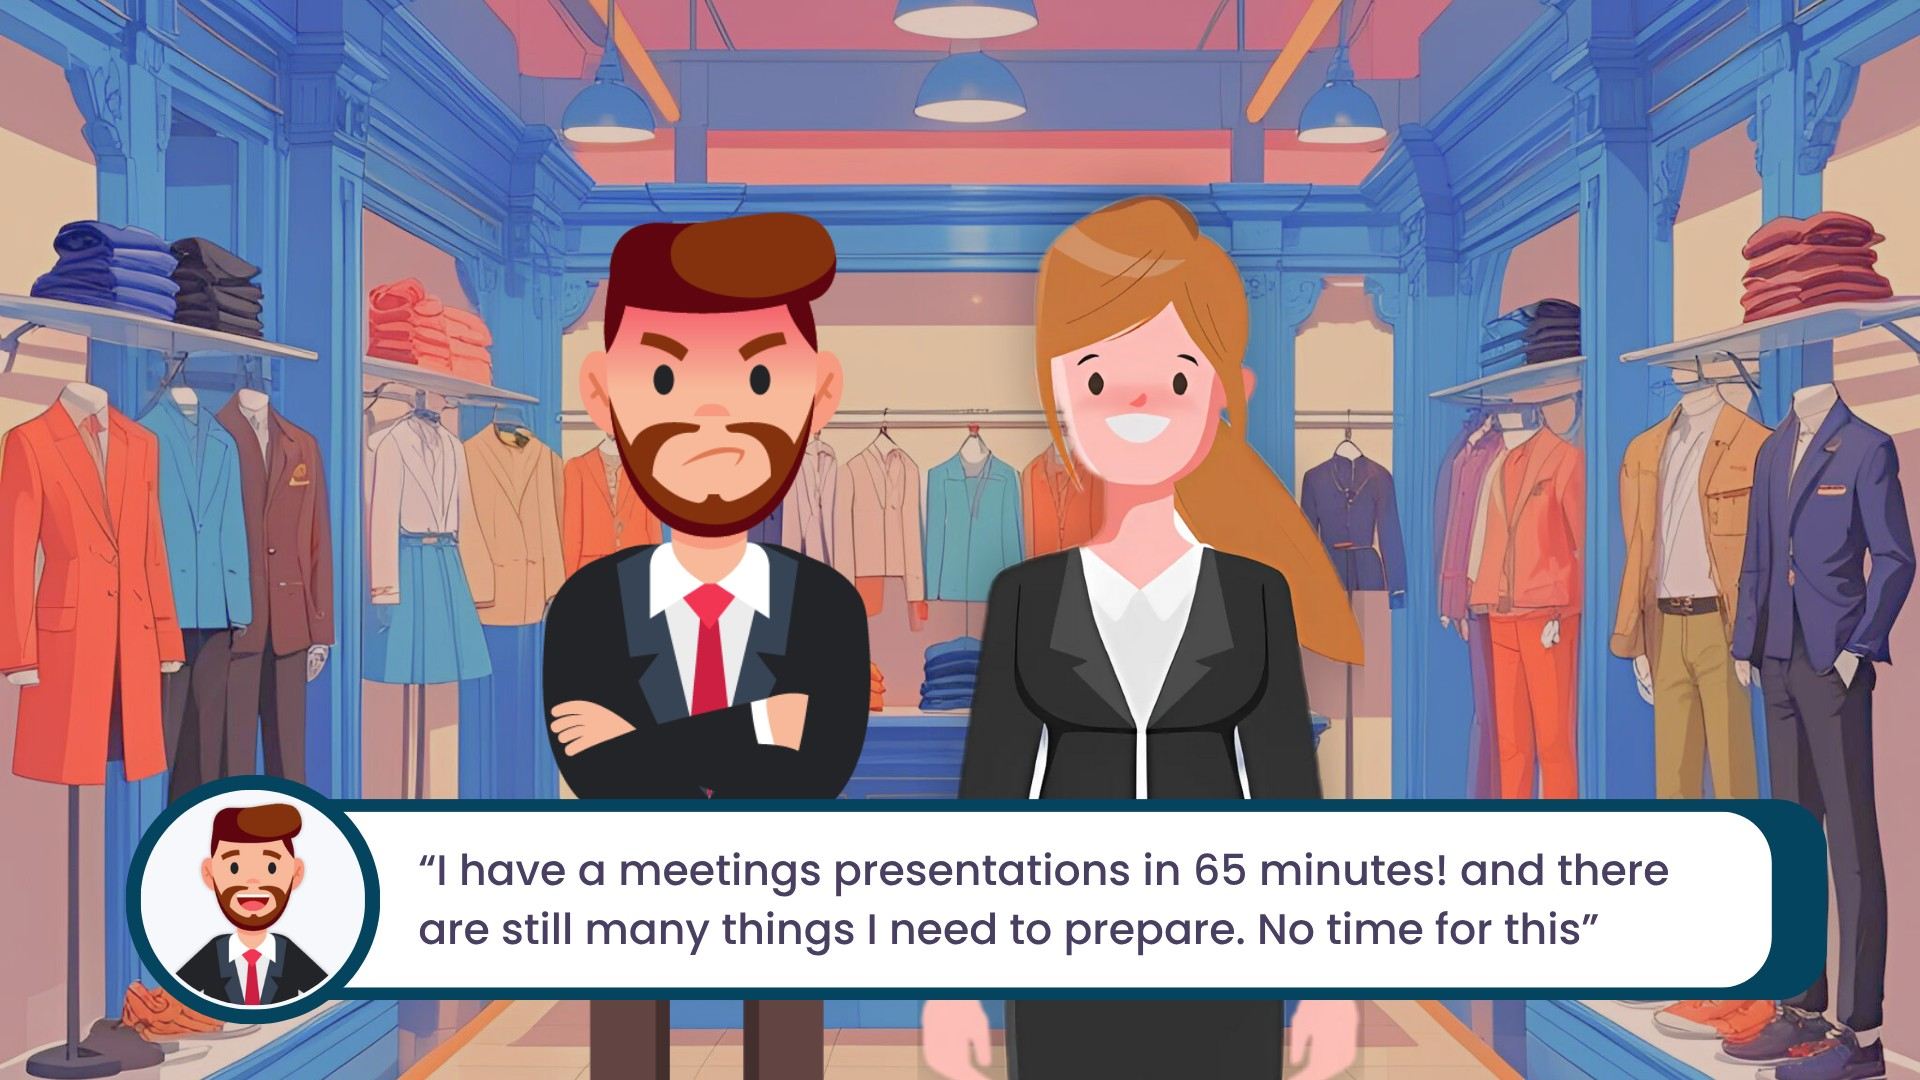 “I have a meetings presentations in 65 minutes! and there
are still many things I need to prepare. No time for this”